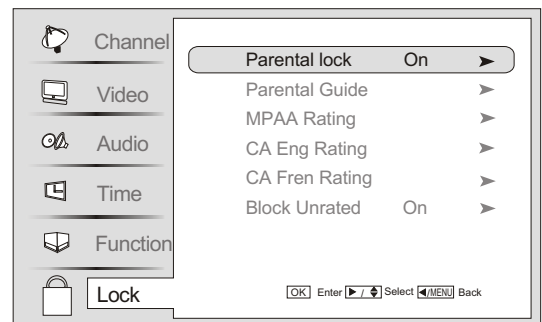 Channel
Video
Audio
Time
Function
Lock
Parental lock On
Parental Guide
MPAA Rating
CA Eng Rating
CA Fren Rating
Block Unrated On
OK Enter / Select /MENU Back